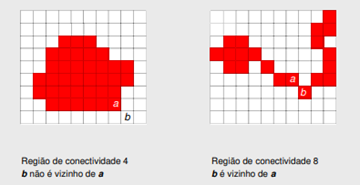 a
b
a
b
Região de conectividade 4
b não é vizinho de a
Região de conectividade 8
b é vizinho de a